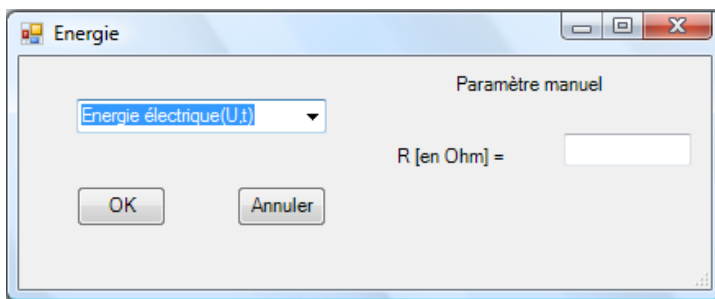 Energie
Paramètre manuel
Energie électrique(U,t)
R [en Ohm] =
OK
Annuler